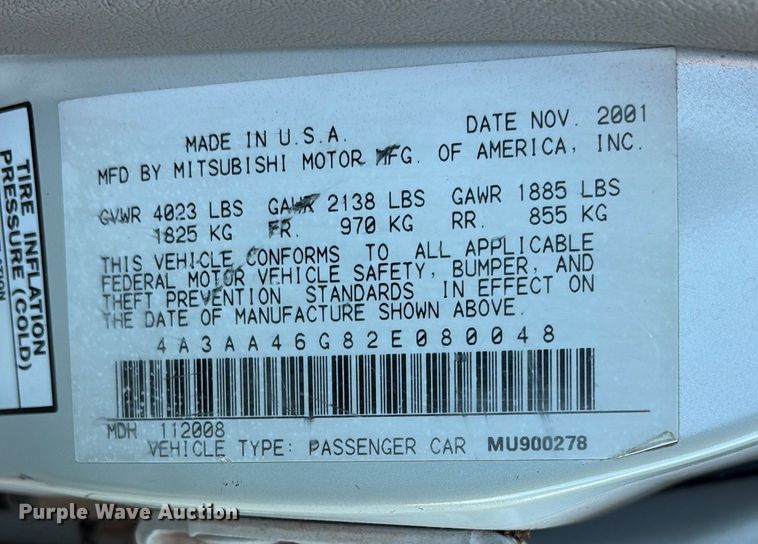 MADE IN U.S.A. DATE NOV. 2001
MFD BY MITSUBISHI MOTOR MFG. OF AMERICA, INC.
GVWR 4023 LBS GAWR 2138 LBS GAWR 1885 LBS
1825 KG FR. 970 KG RR. 855 KG
THIS VEHICLE CONFORMS TO ALL APPLICABLE
FEDERAL MOTOR VEHICLE SAFETY, BUMPER, AND
THEFT PREVENTION STANDARDS IN EFFECT ON
THE DATE OF MANUFACTURE SHOWN ABOVE.
4A3AA46G82E080048
MDH 112008
VEHICLE TYPE: PASSENGER CAR MU900278
TIRE INFLATION
PRESSURE (COLD)
Purple Wave Auction